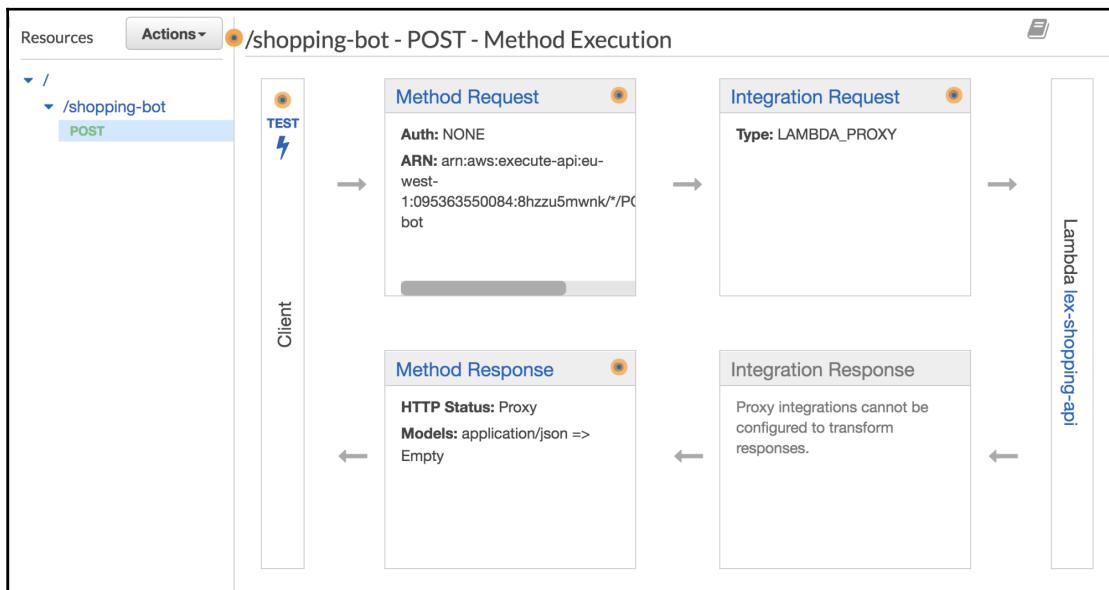 Resources
Actions
/shopping-bot - POST - Method Execution
/
/shopping-bot
POST
TEST
Client
Method Request
Auth: NONE
ARN: arn:aws:execute-api:eu-
west-
1:095363550084:8hzzu5mwnk/*/PO
bot
Integration Request
Type: LAMBDA_PROXY
Lambda lex-shopping-api
Method Response
HTTP Status: Proxy
Models: application/json =>
Empty
Integration Response
Proxy integrations cannot be
configured to transform
responses.